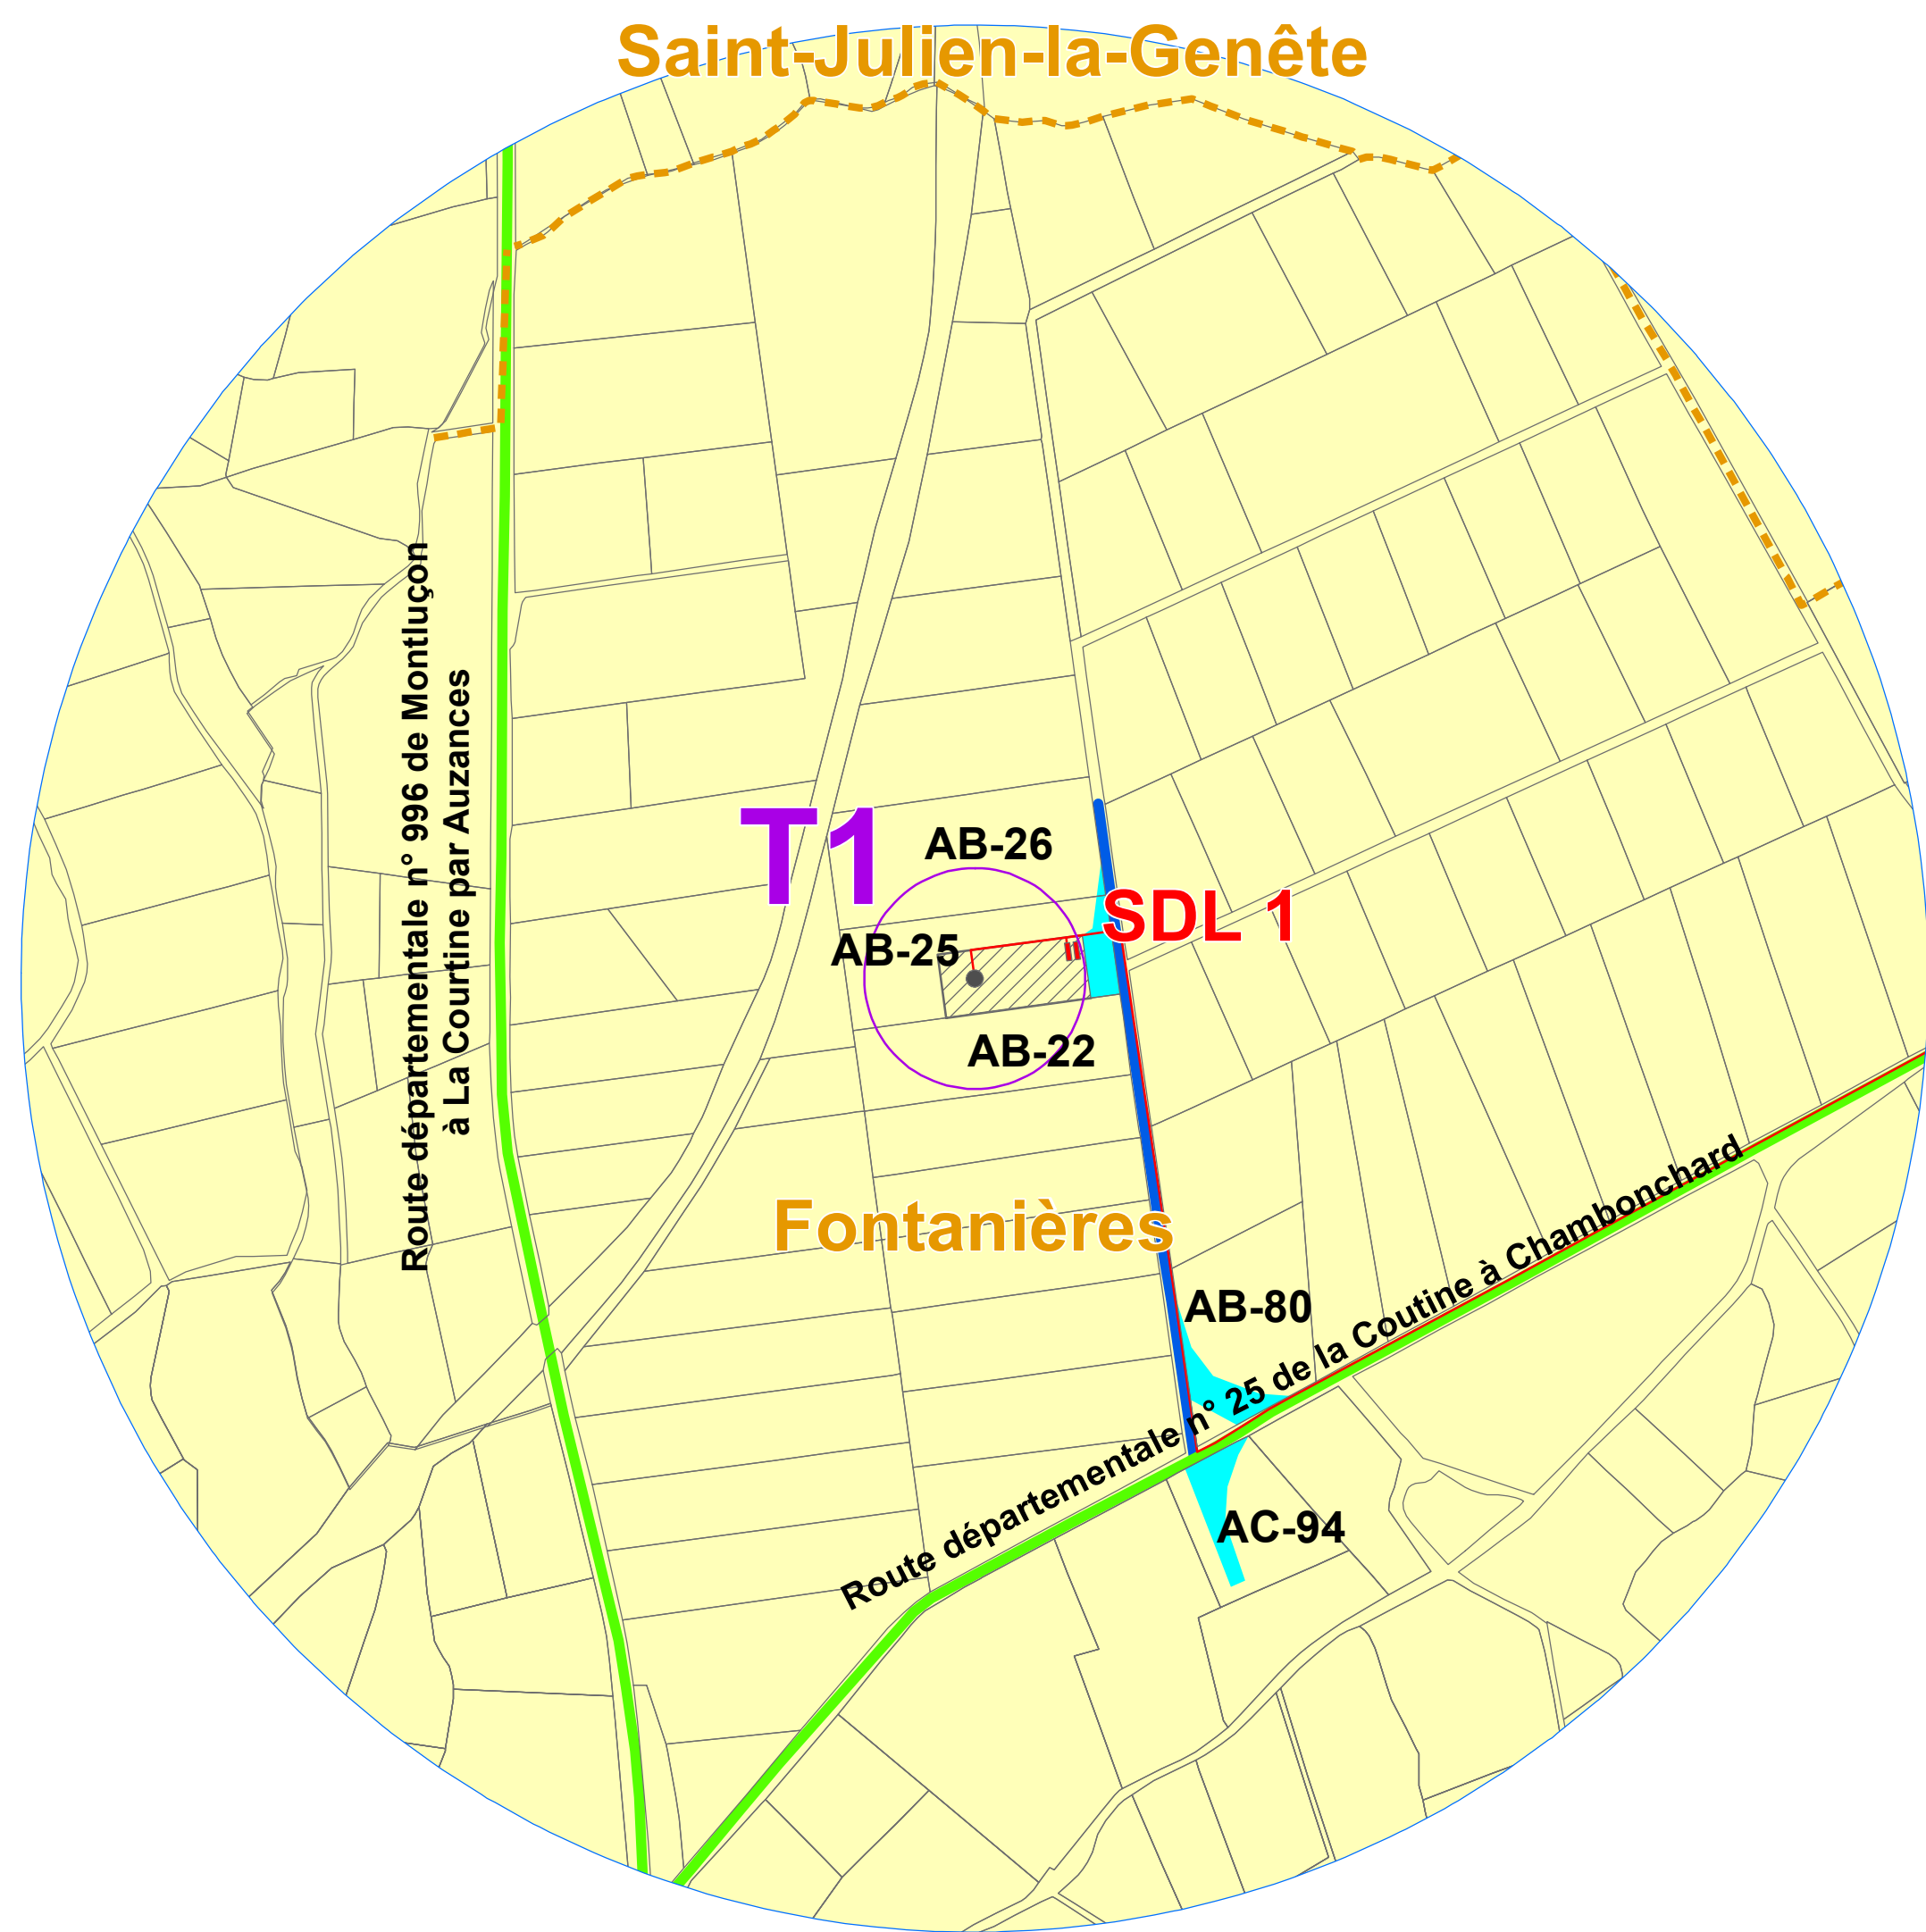 Saint-Julien-la-Genête
Route départementale n° 996 de Montluçon
à La Courtine par Auzances
T1
AB-26
SDL 1
AB-25
AB-22
Fontanières
AB-80
Route départementale n° 25 de la Coutine à Chambonchard
AC-94